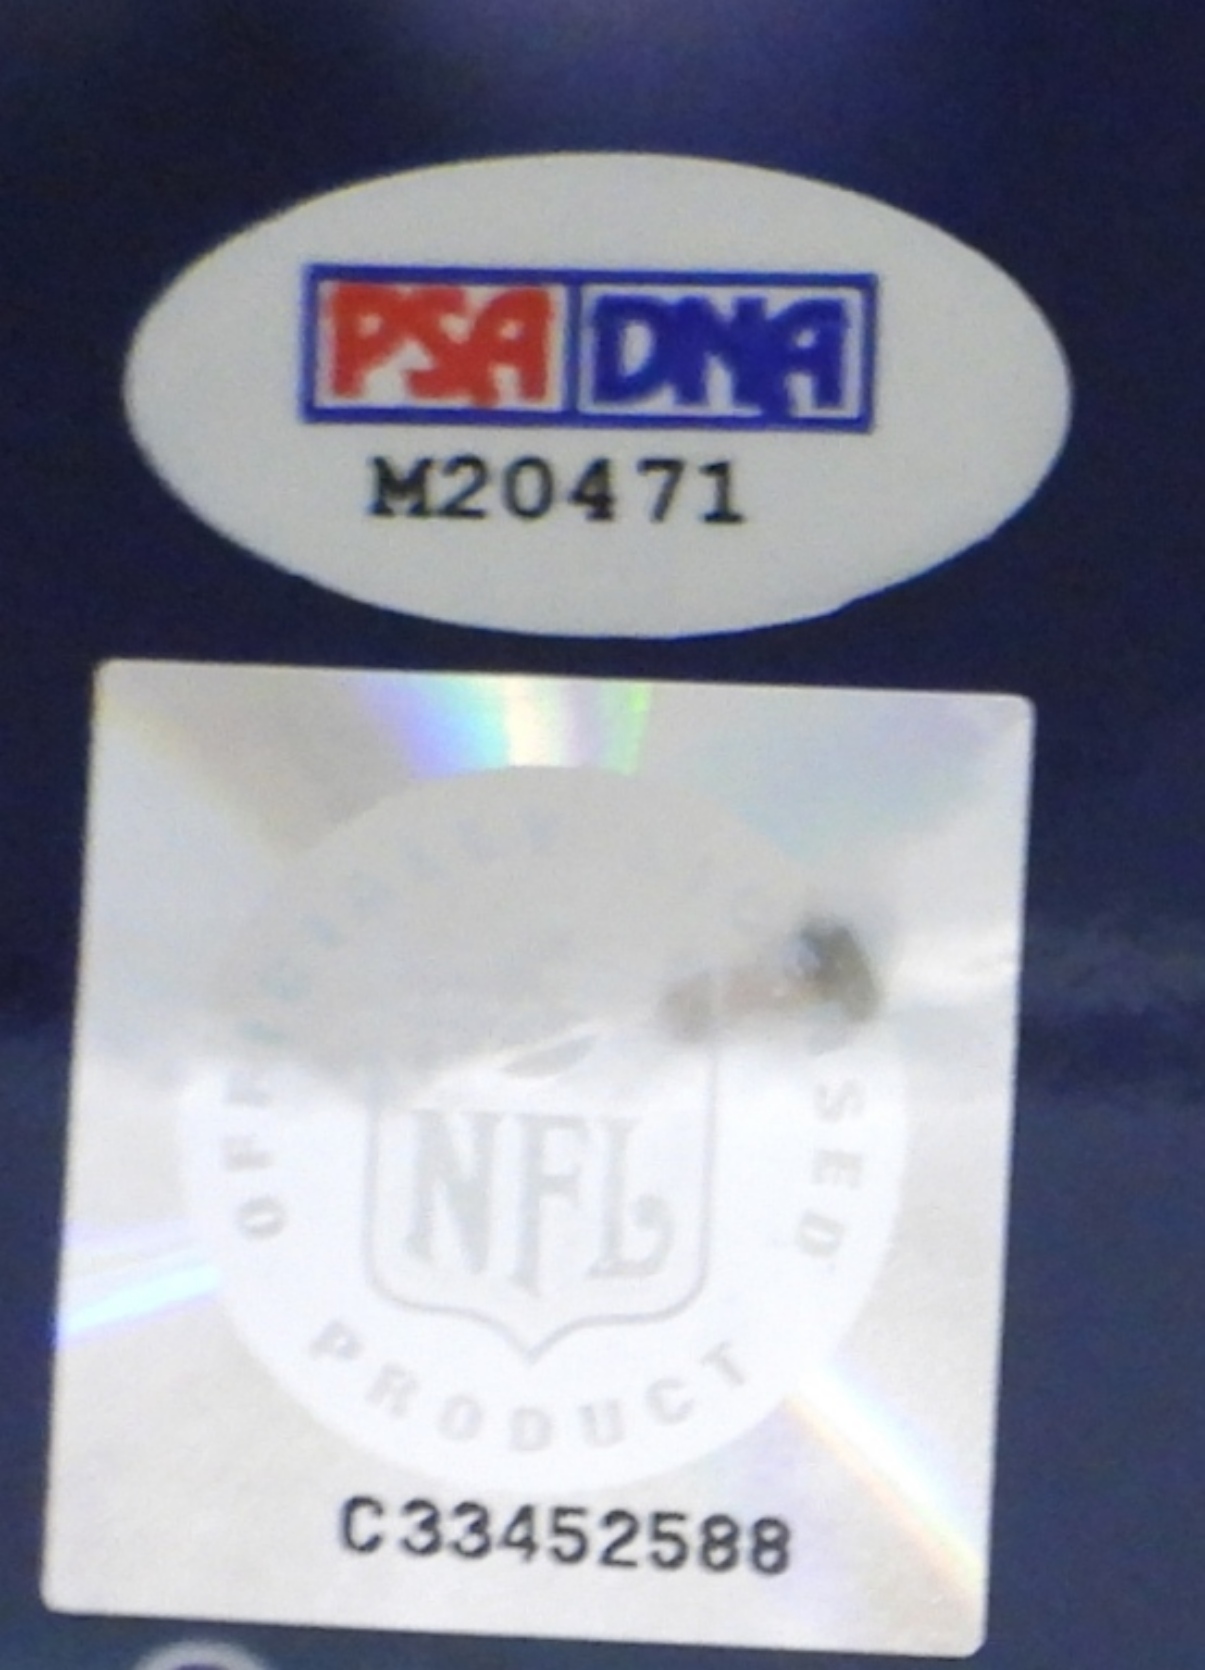 PSA DNA
M20471
NFL
PRODUCT
C33452588